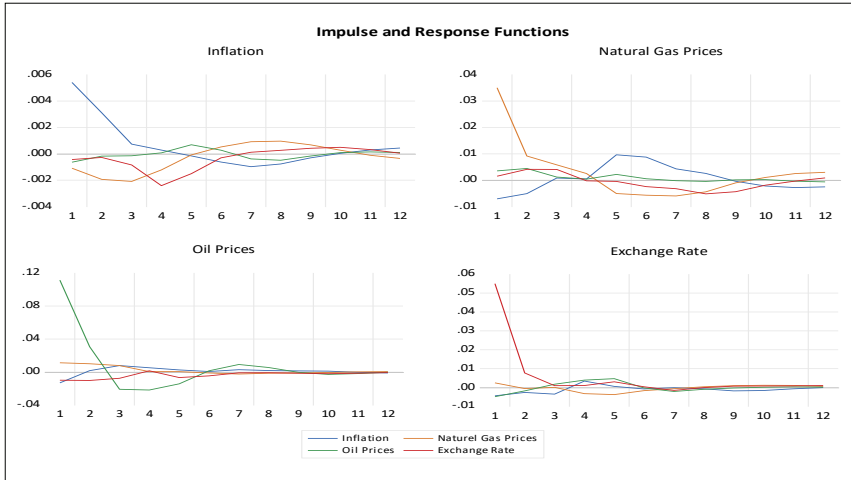 Impulse and Response Functions
Inflation
.006
.004
.002
.000
-.002
-.004
1 2 3 4 5 6 7 8 9 10 11 12
Natural Gas Prices
.04
.03
.02
.01
.00
-.01
1 2 3 4 5 6 7 8 9 10 11 12
Oil Prices
.12
.08
.04
.00
-.04
1 2 3 4 5 6 7 8 9 10 11 12
Exchange Rate
.06
.05
.04
.03
.02
.01
.00
-.01
1 2 3 4 5 6 7 8 9 10 11 12
Inflation Naturel Gas Prices
Oil Prices Exchange Rate